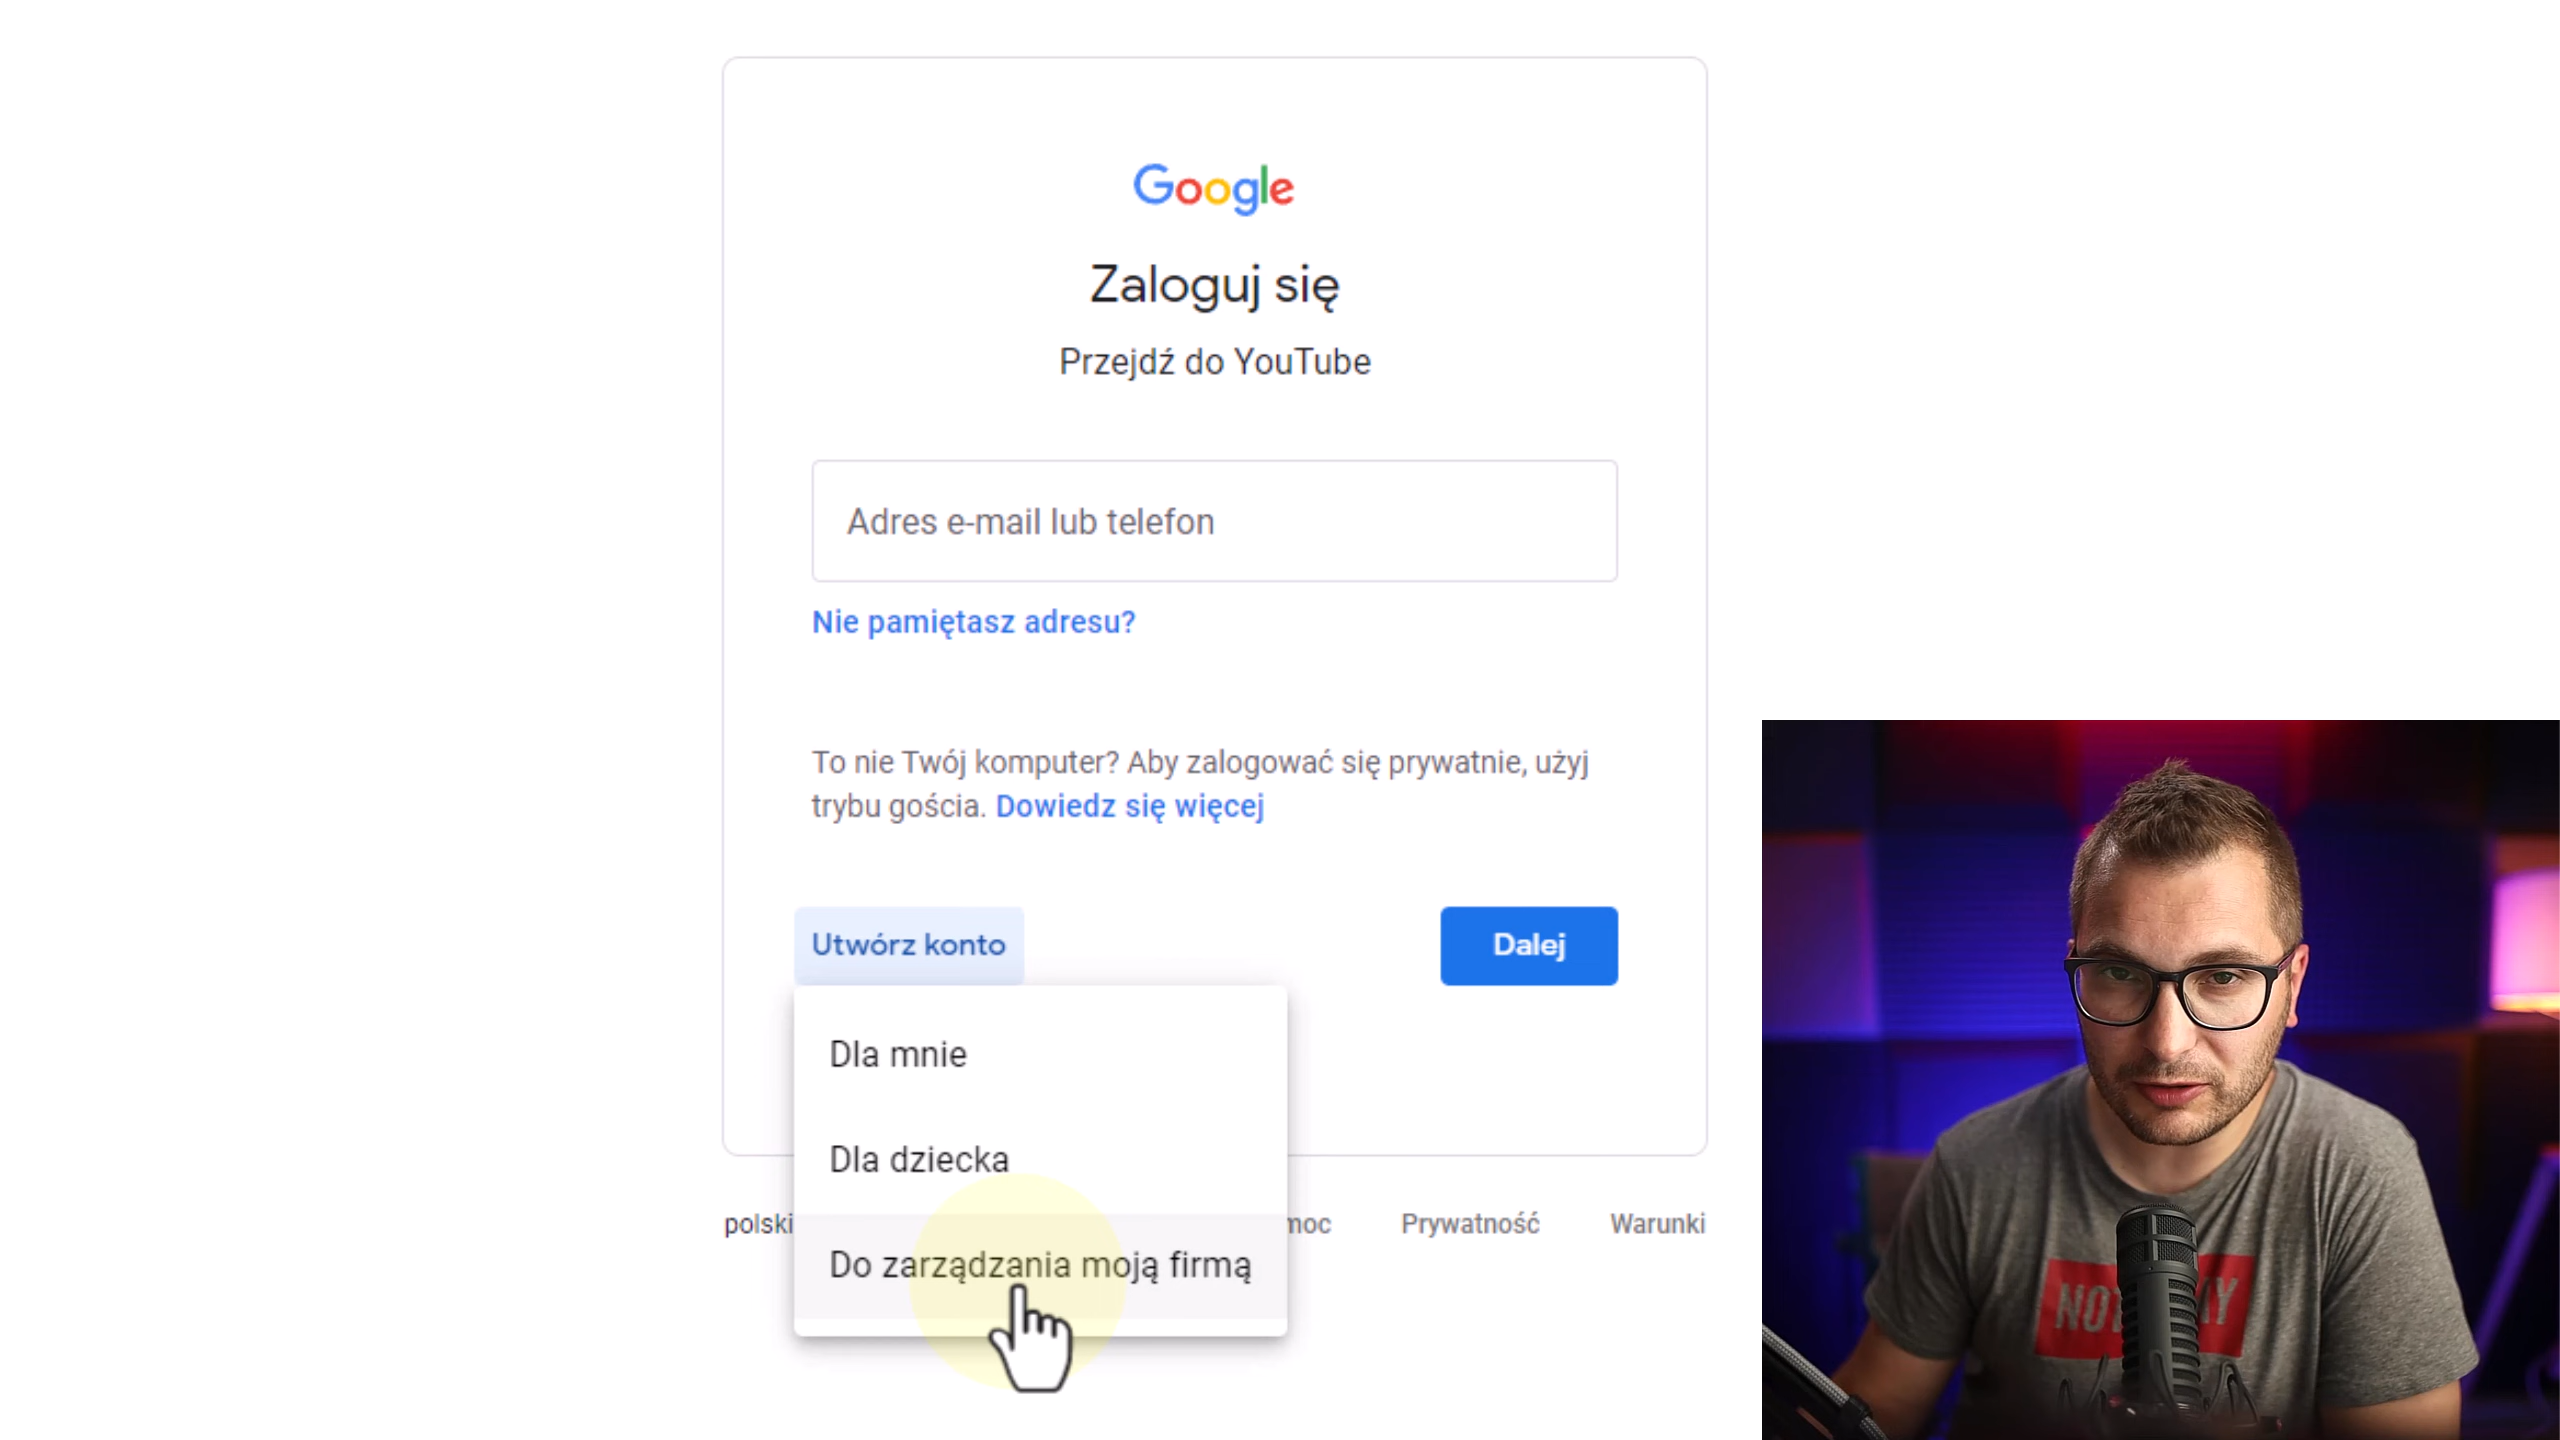 Google
Zaloguj się
Przejdź do YouTube
Adres e-mail lub telefon
Nie pamiętasz adresu?
To nie Twój komputer? Aby zalogować się prywatnie, użyj
trybu gościa. Dowiedz się więcej
Utwórz konto
Dalej
Dla mnie
Dla dziecka
Do zarządzania moją firmą
polski
moc
Prywatność
Warunki